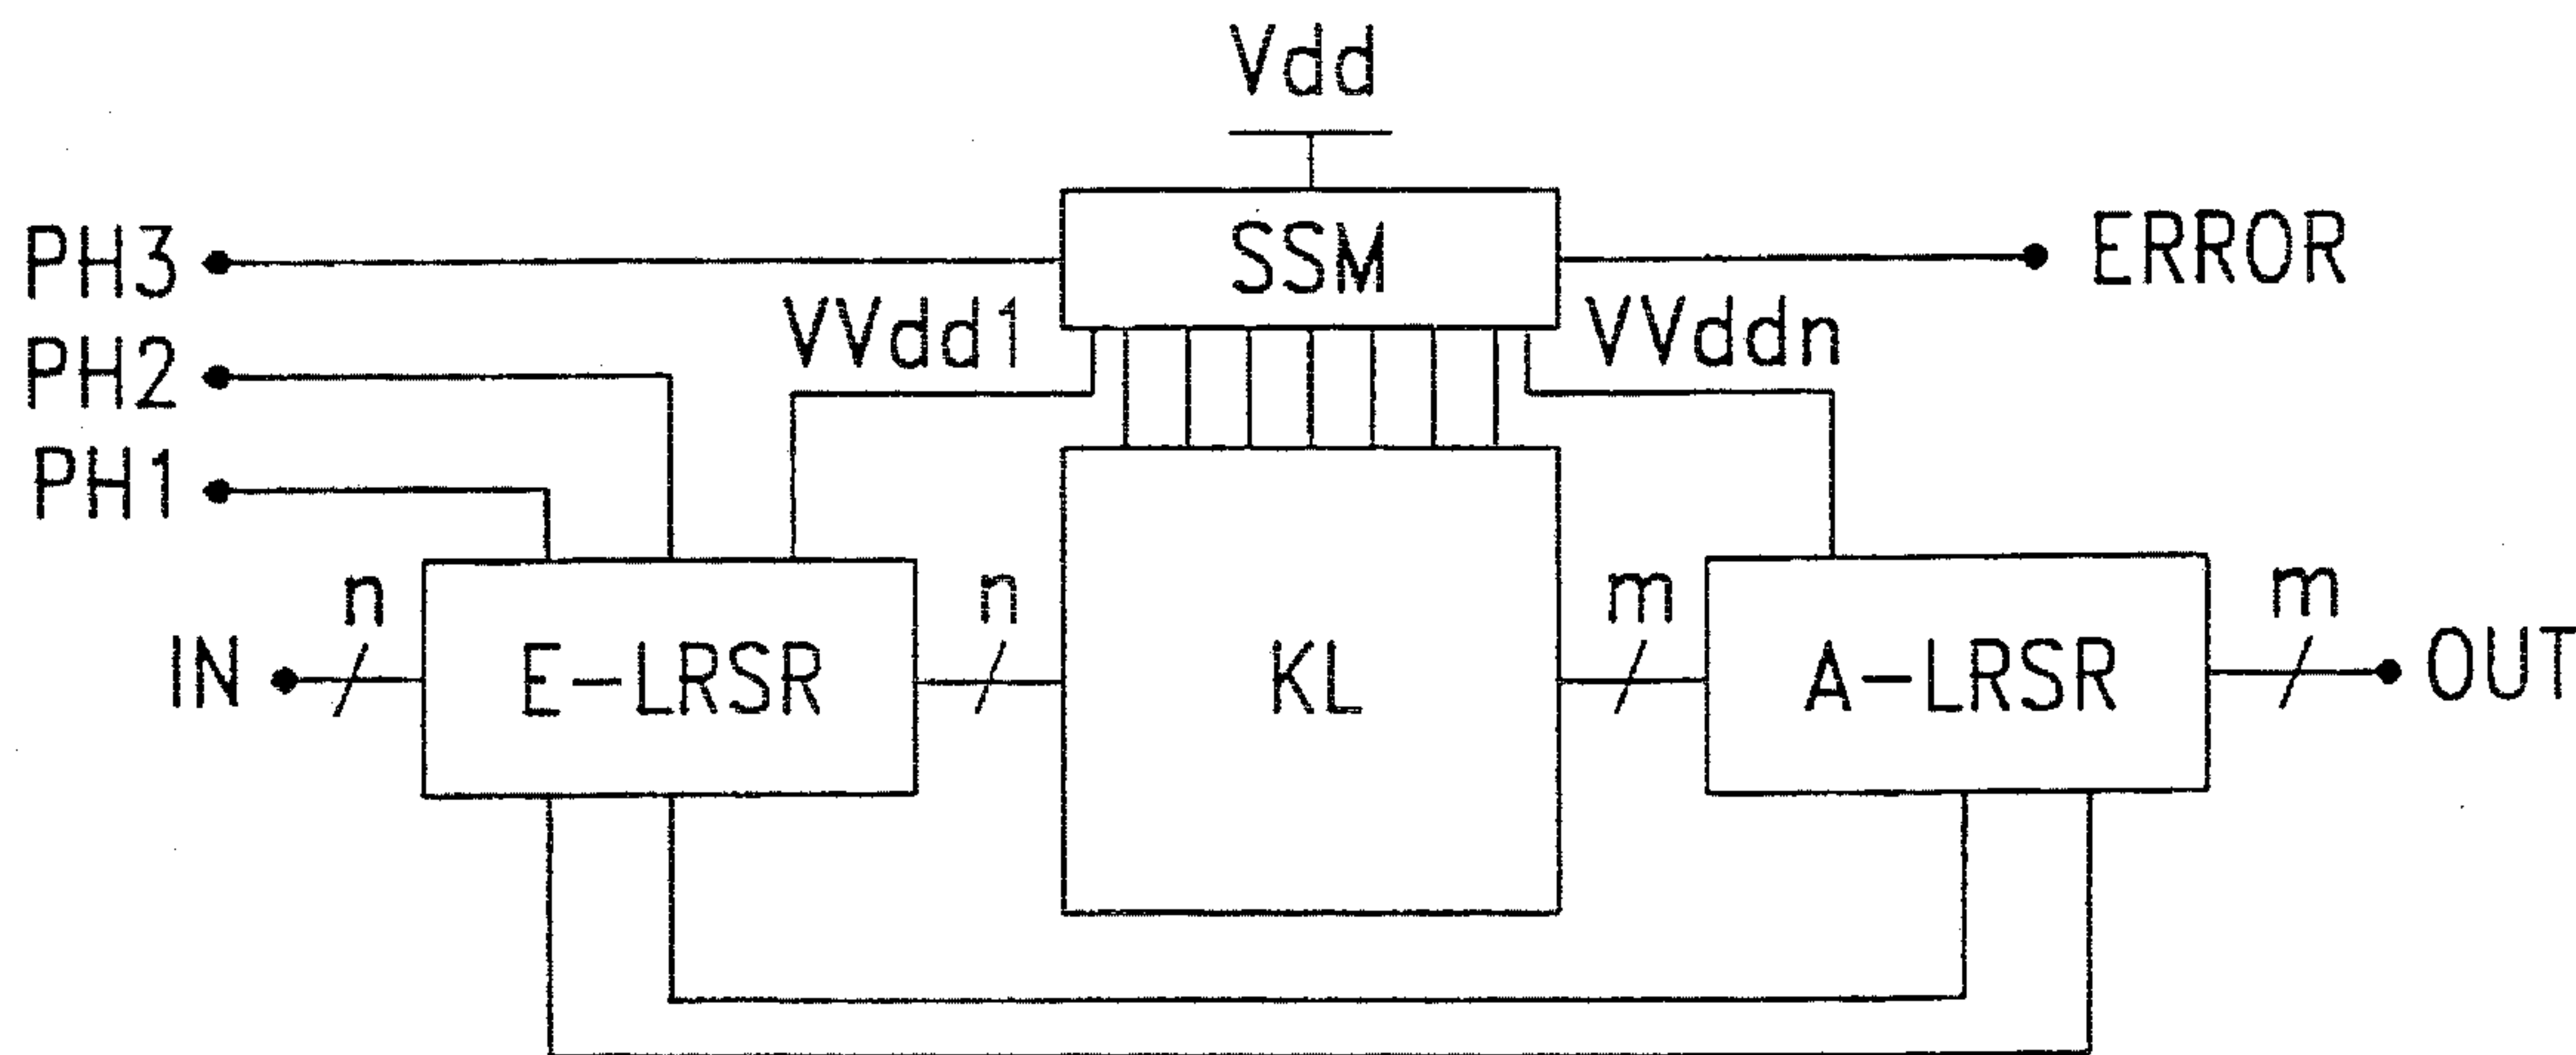 Vdd
PH3
SSM
ERROR
VVdd1
VVddn
PH2
PH1
n
n
m
m
IN
E-LRSR
KL
A-LRSR
OUT